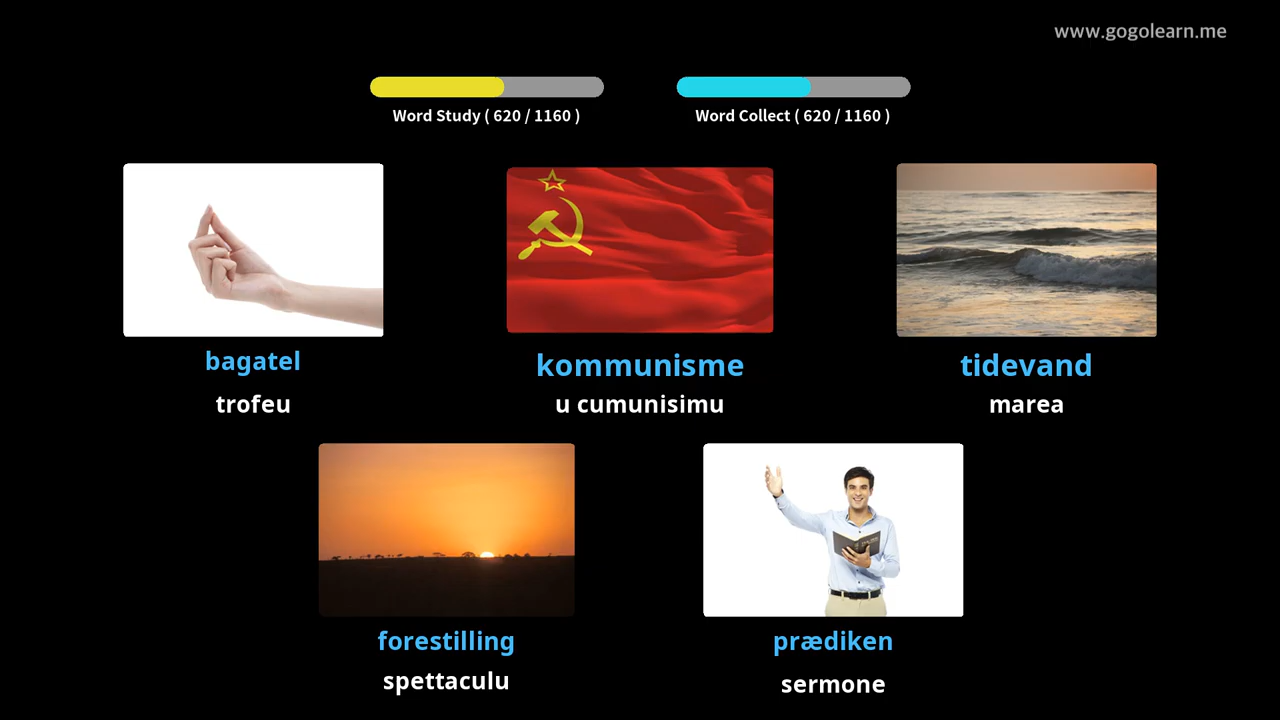 www.gogolearn.me
Word Study ( 620 / 1160 )
Word Collect ( 620 / 1160 )
bagatel
trofeu
kommunisme
u cumunisimu
tidevand
marea
forestilling
spettaculu
prædiken
sermone